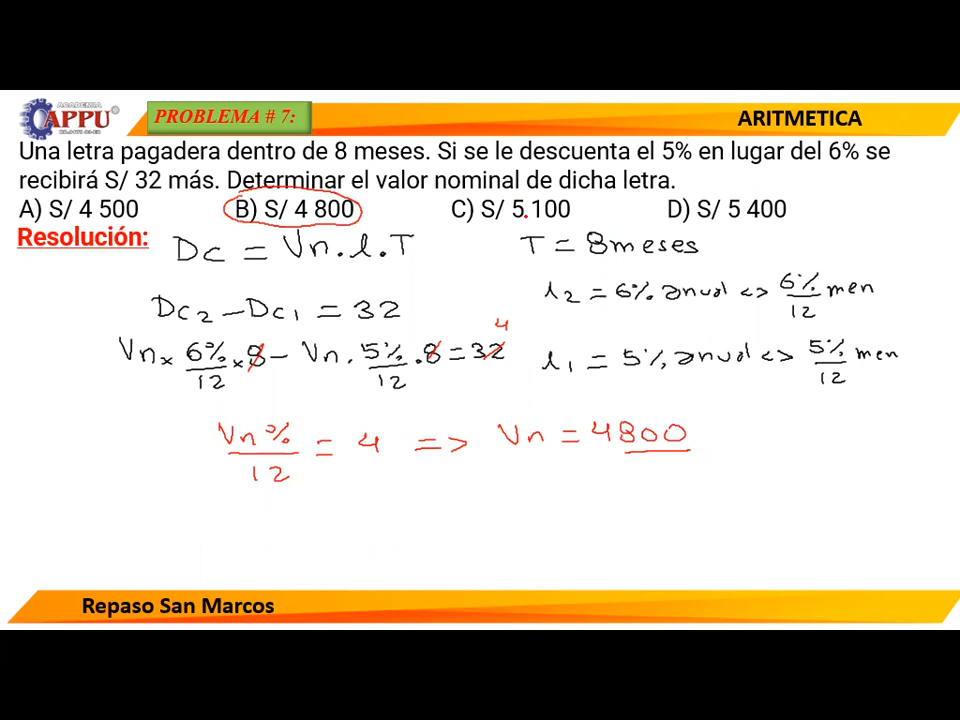 ACADEMIA
APPU
PROBLEMA # 7:
ARITMETICA
Una letra pagadera dentro de 8 meses. Si se le descuenta el 5% en lugar del 6% se
recibirá S/ 32 más. Determinar el valor nominal de dicha letra.
A) S/ 4 500 B) S/ 4 800 C) S/ 5.100 D) S/ 5 400
Resolución:
Dc = Vn . i . T
T = 8 meses
i2 = 6% anual <> 6%/12 men
Dc2 - Dc1 = 32
4
Vn x 6%/12 x 8 - Vn . 5%/12 . 8 = 32
i1 = 5% anual <> 5%/12 men
Vn%/12 = 4 => Vn = 4800
Repaso San Marcos